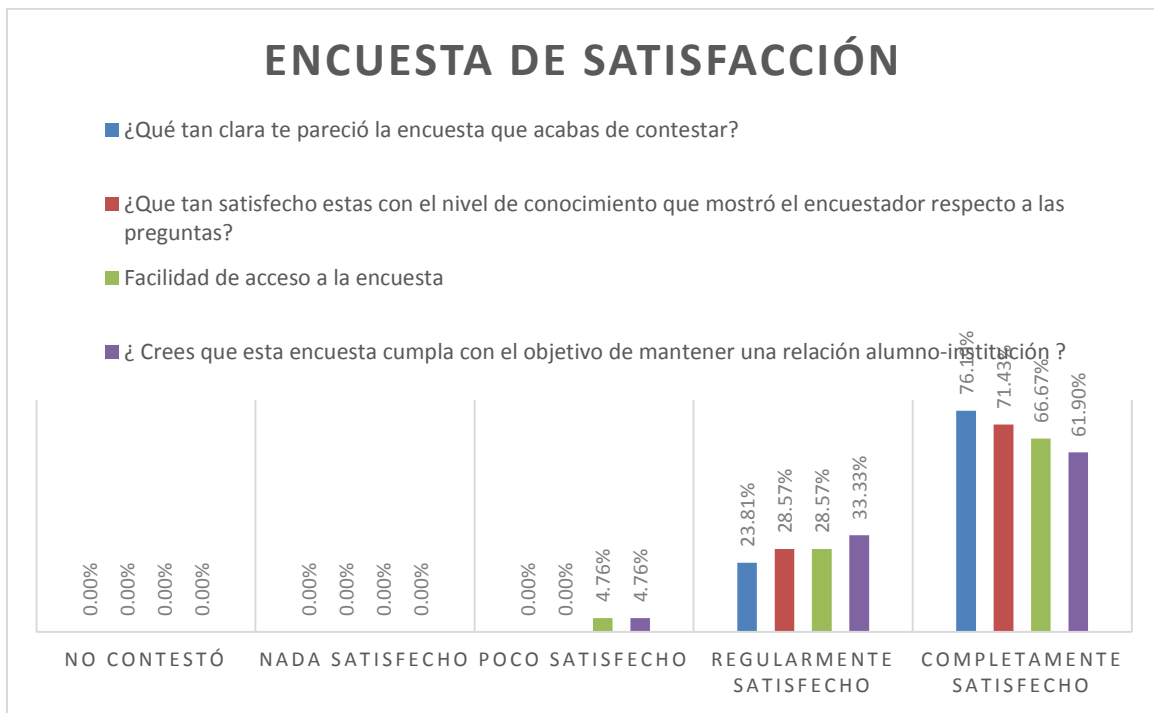 ENCUESTA DE SATISFACCIÓN
¿Qué tan clara te pareció la encuesta que acabas de contestar?
¿Que tan satisfecho estas con el nivel de conocimiento que mostró el encuestador respecto a las
preguntas?
Facilidad de acceso a la encuesta
¿ Crees que esta encuesta cumpla con el objetivo de mantener una relación alumno-institución ?
0.00%
0.00%
0.00%
0.00%
0.00%
0.00%
0.00%
0.00%
0.00%
0.00%
4.76%
4.76%
23.81%
28.57%
28.57%
33.33%
76.19%
71.43%
66.67%
61.90%
NO CONTESTÓ
NADA SATISFECHO
POCO SATISFECHO
REGULARMENTE
SATISFECHO
COMPLETAMENTE
SATISFECHO